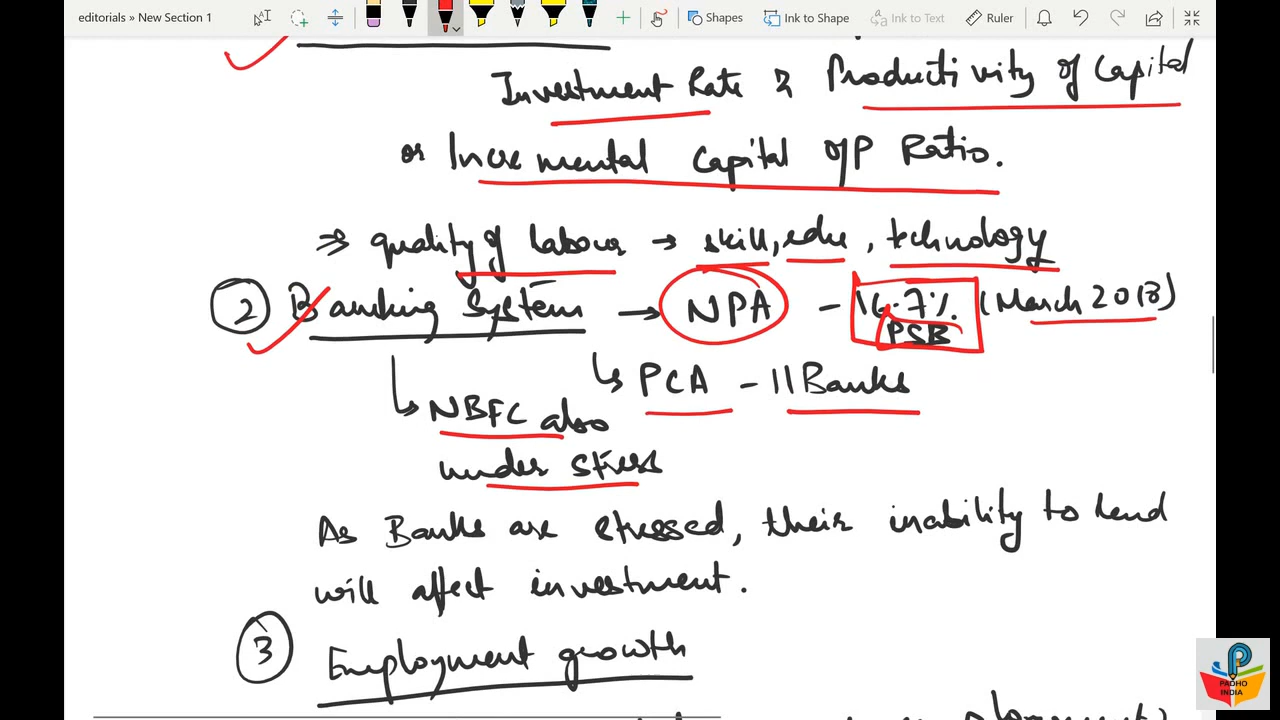 editorials » New Section 1
Shapes
Ink to Shape
Ink to Text
Ruler
Investment Rate & Productivity of Capital
or Incremental Capital O/P Ratio.
⇒ quality of labour → skill, edu, technology
② Banking System → NPA - 16.7% (March 2018)
PSB
↳ PCA - 11 Banks
↳ NBFC also
under stress
As Banks are stressed, their inability to lend
will affect investment.
③ Employment growth
PADHO
INDIA